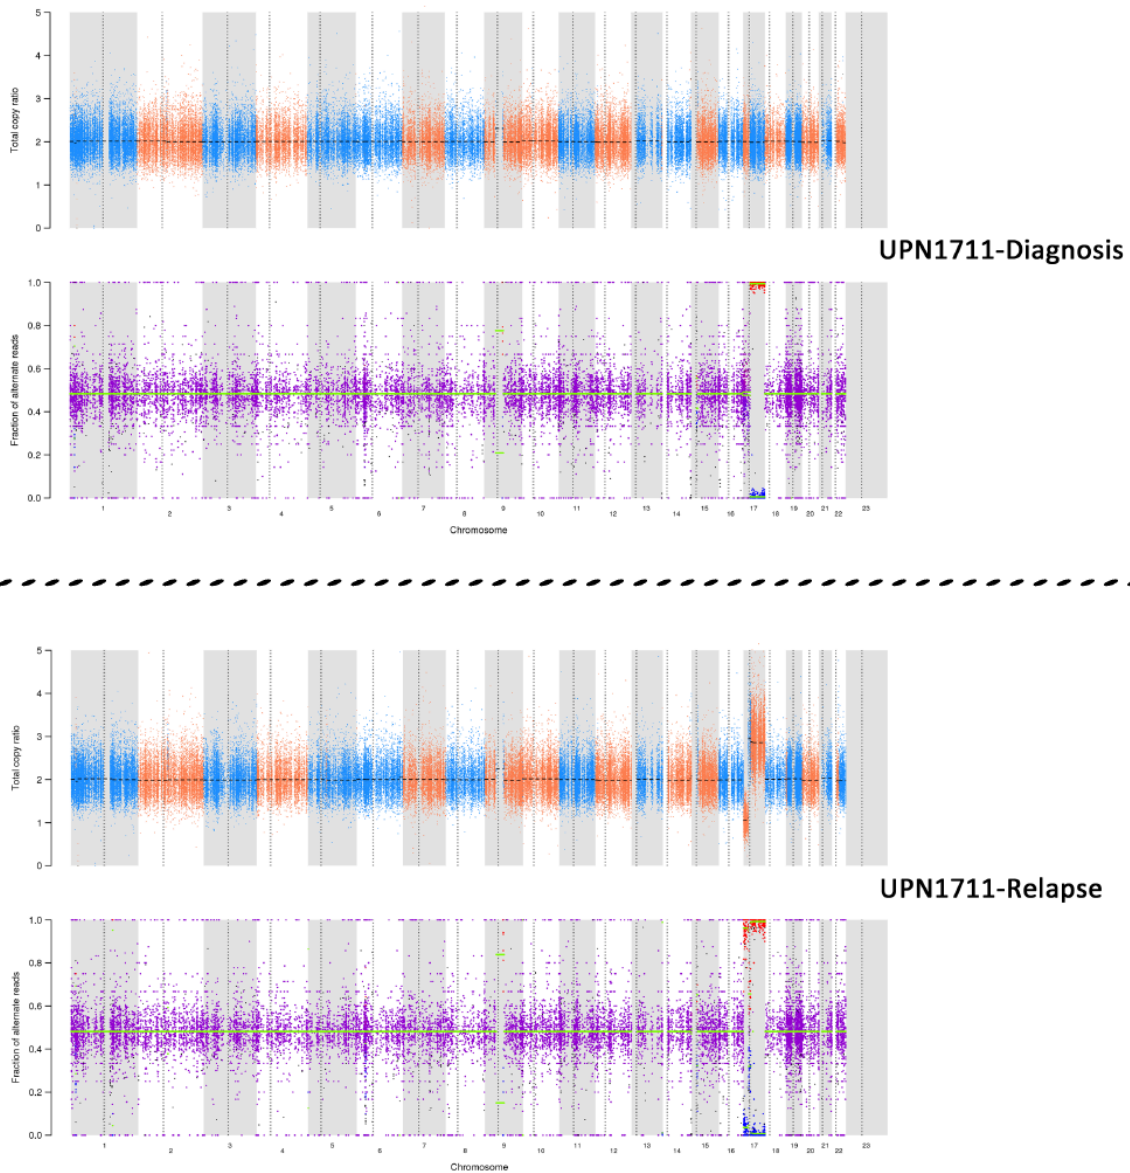 5
4
3
2
1
0
Total copy ratio
UPN1711-Diagnosis
1.0
0.8
0.6
0.4
0.2
0.0
Fraction of alternate reads
1 2 3 4 5 6 7 8 9 10 11 12 13 14 15 16 17 18 19 20 21 22 23
Chromosome
5
4
3
2
1
0
Total copy ratio
UPN1711-Relapse
1.0
0.8
0.6
0.4
0.2
0.0
Fraction of alternate reads
1 2 3 4 5 6 7 8 9 10 11 12 13 14 15 16 17 18 19 20 21 22 23
Chromosome